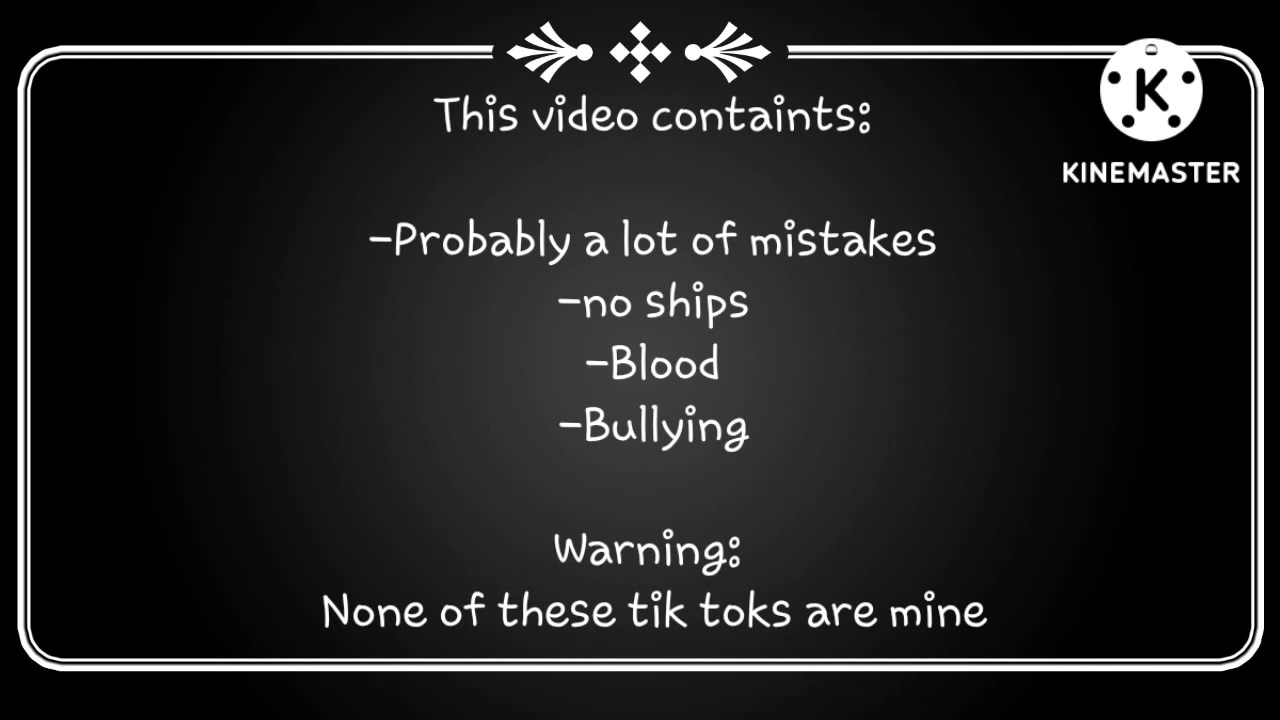 This video containts:
K
KINEMASTER
-Probably a lot of mistakes
-no ships
-Blood
-Bullying
Warning:
None of these tik toks are mine